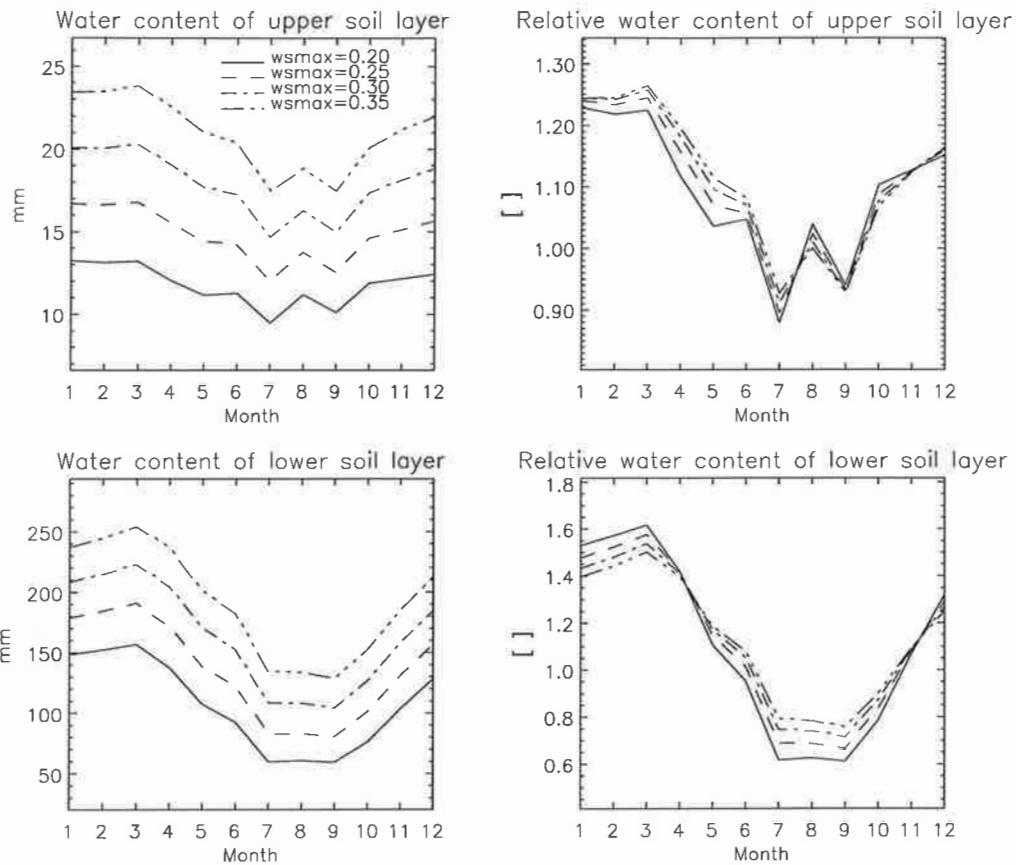 Water content of upper soil layer
25
20
15
10
mm
wsmax=0.20
wsmax=0.25
wsmax=0.30
wsmax=0.35
1 2 3 4 5 6 7 8 9 10 11 12
Month
Relative water content of upper soil layer
1.30
1.20
1.10
1.00
0.90
[ ]
1 2 3 4 5 6 7 8 9 10 11 12
Month
Water content of lower soil layer
250
200
150
100
50
mm
1 2 3 4 5 6 7 8 9 10 11 12
Month
Relative water content of lower soil layer
1.8
1.6
1.4
1.2
1.0
0.8
0.6
[ ]
1 2 3 4 5 6 7 8 9 10 11 12
Month